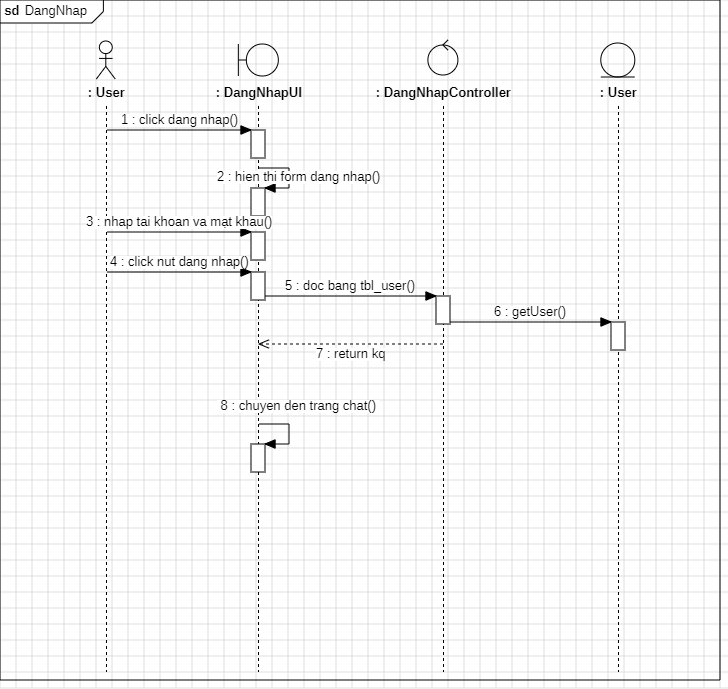 sd DangNhap
: User
: DangNhapUI
: DangNhapController
: User
1 : click dang nhap()
2 : hien thi form dang nhap()
3 : nhap tai khoan va mạt khau()
4 : click nut dang nhap()
5 : doc bang tbl_user()
6 : getUser()
7 : return kq
8 : chuyen den trang chat()